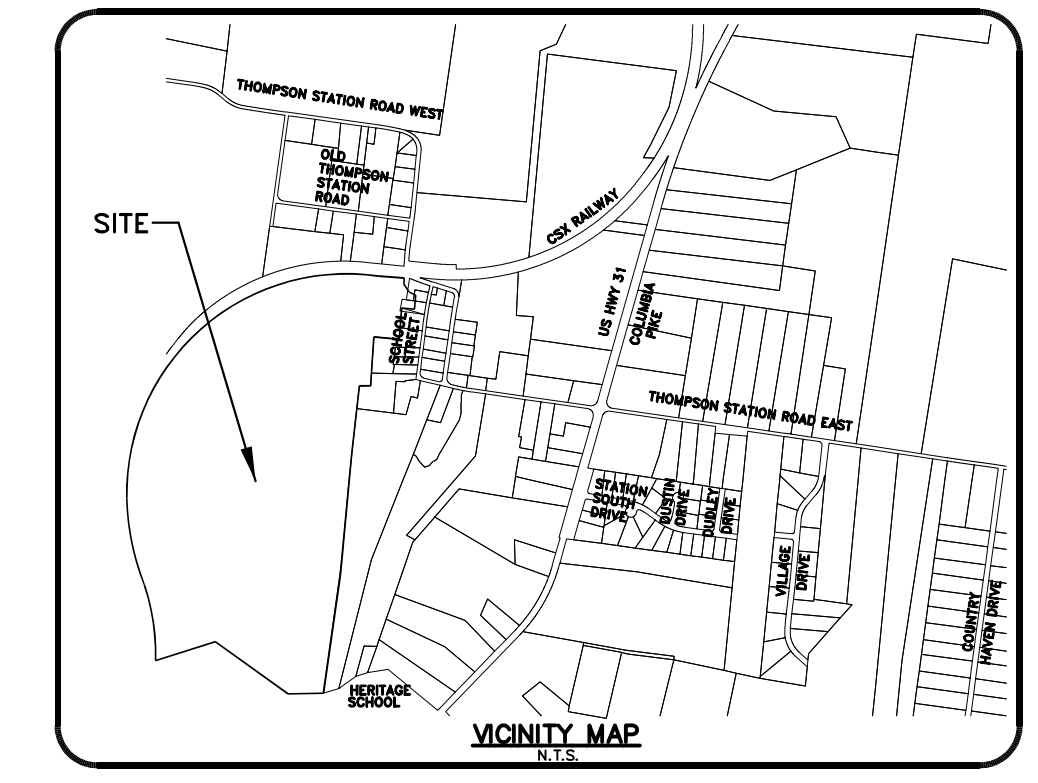 THOMPSON STATION ROAD WEST
OLD
THOMPSON
STATION
ROAD
SITE
CSX RAILWAY
US HWY 31
COLUMBIA
PIKE
SCHOOL
STREET
THOMPSON STATION ROAD EAST
STATION
SOUTH
DRIVE
DUSTIN
DRIVE
DUDLEY
DRIVE
VILLAGE
DRIVE
COUNTRY
HAVEN DRIVE
HERITAGE
SCHOOL
VICINITY MAP
N.T.S.